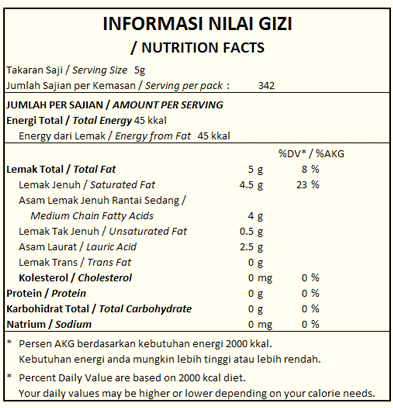 INFORMASI NILAI GIZI
/ NUTRITION FACTS
Takaran Saji / Serving Size 5g
Jumlah Sajian per Kemasan / Serving per pack : 342
JUMLAH PER SAJIAN / AMOUNT PER SERVING
Energi Total / Total Energy 45 kkal
Energy dari Lemak / Energy from Fat 45 kkal
%DV* / %AKG
Lemak Total / Total Fat 5 g 8 %
Lemak Jenuh / Saturated Fat 4.5 g 23 %
Asam Lemak Jenuh Rantai Sedang /
Medium Chain Fatty Acids 4 g
Lemak Tak Jenuh / Unsaturated Fat 0.5 g
Asam Laurat / Lauric Acid 2.5 g
Lemak Trans / Trans Fat 0 g
Kolesterol / Cholesterol 0 mg 0 %
Protein / Protein 0 g 0 %
Karbohidrat Total / Total Carbohydrate 0 g 0 %
Natrium / Sodium 0 mg 0 %
* Persen AKG berdasarkan kebutuhan energi 2000 kkal.
Kebutuhan energi anda mungkin lebih tinggi atau lebih rendah.
* Percent Daily Value are based on 2000 kcal diet.
Your daily values may be higher or lower depending on your calorie needs.